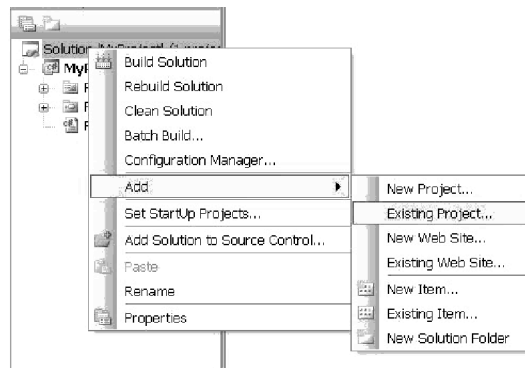 Solution
MyP
Build Solution
Rebuild Solution
Clean Solution
Batch Build...
Configuration Manager...
Add
Set StartUp Projects...
Add Solution to Source Control...
Paste
Rename
Properties
New Project...
Existing Project...
New Web Site...
Existing Web Site...
New Item...
Existing Item...
New Solution Folder